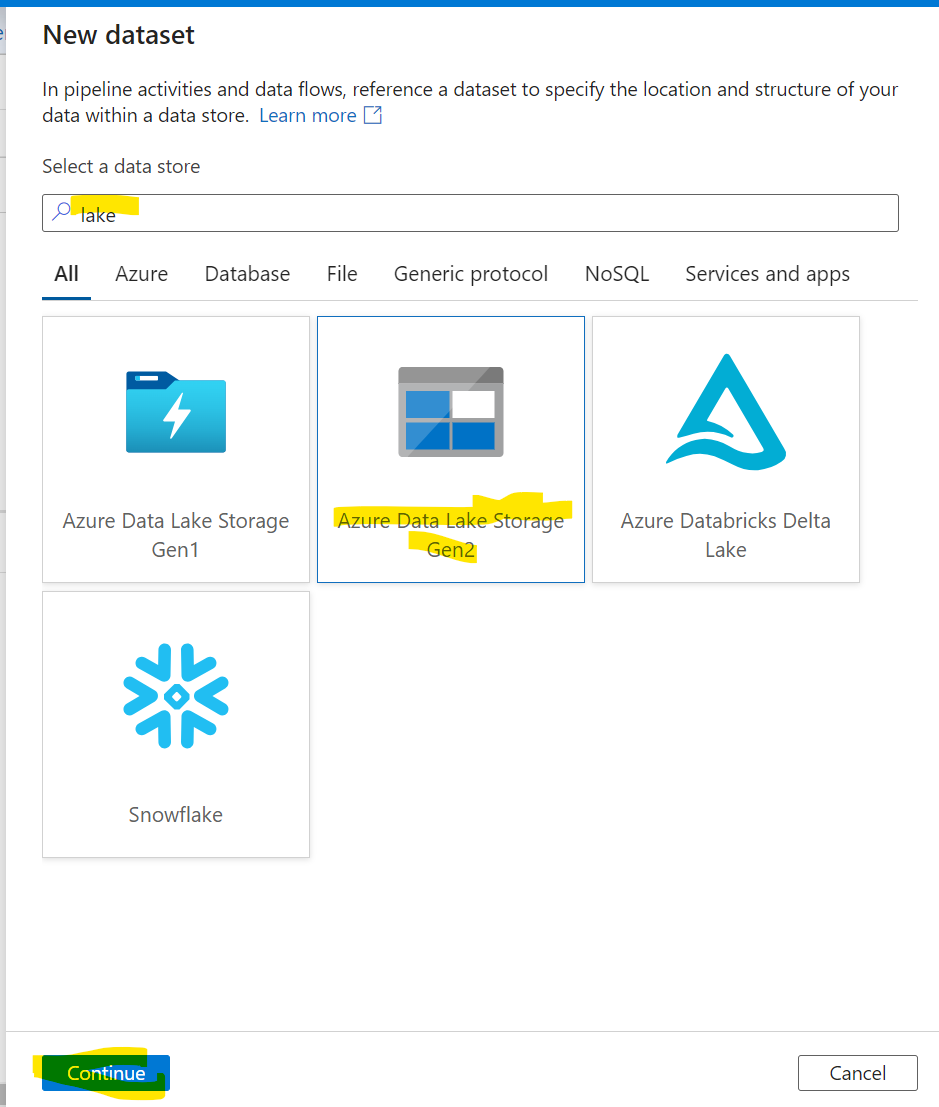 New dataset
In pipeline activities and data flows, reference a dataset to specify the location and structure of your
data within a data store. Learn more
Select a data store
lake
All Azure Database File Generic protocol NoSQL Services and apps
Azure Data Lake Storage
Gen1
Azure Data Lake Storage
Gen2
Azure Databricks Delta
Lake
Snowflake
Continue Cancel